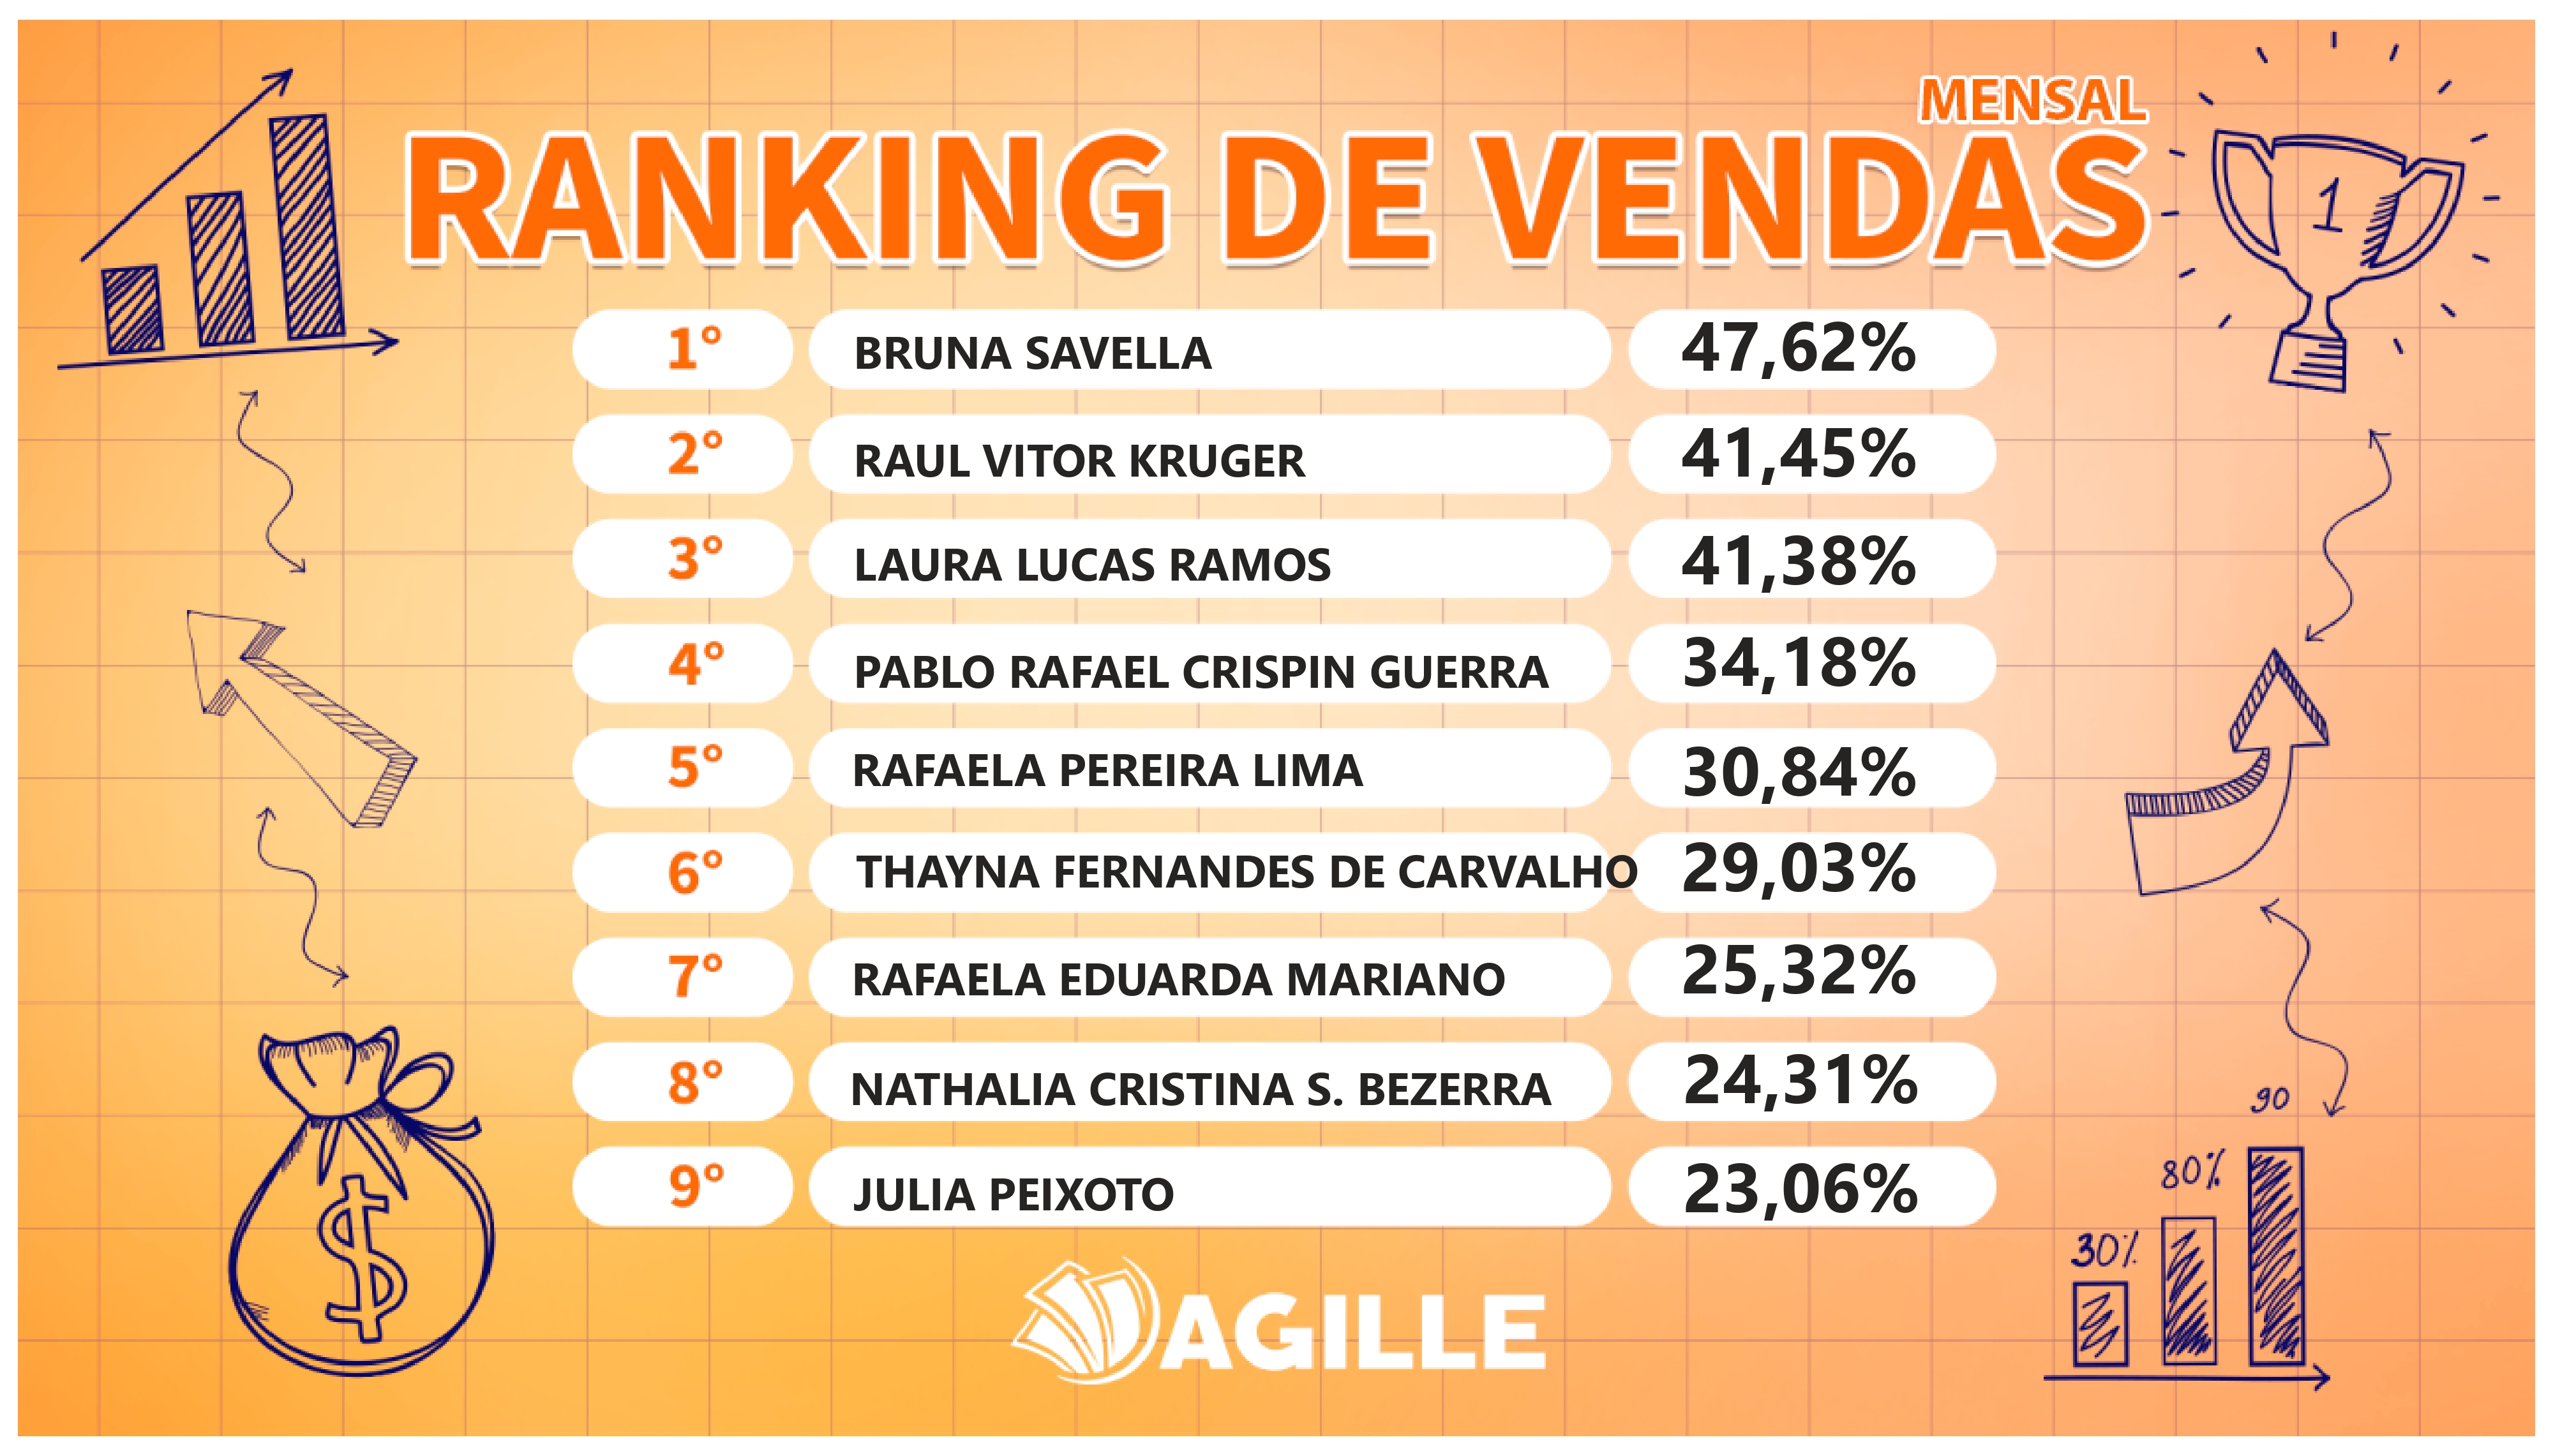 MENSAL
RANKING DE VENDAS
1
1° BRUNA SAVELLA 47,62%
2° RAUL VITOR KRUGER 41,45%
3° LAURA LUCAS RAMOS 41,38%
4° PABLO RAFAEL CRISPIN GUERRA 34,18%
5° RAFAELA PEREIRA LIMA 30,84%
6° THAYNA FERNANDES DE CARVALHO 29,03%
7° RAFAELA EDUARDA MARIANO 25,32%
8° NATHALIA CRISTINA S. BEZERRA 24,31%
9° JULIA PEIXOTO 23,06%
90
80%
30%
$
AGILLE